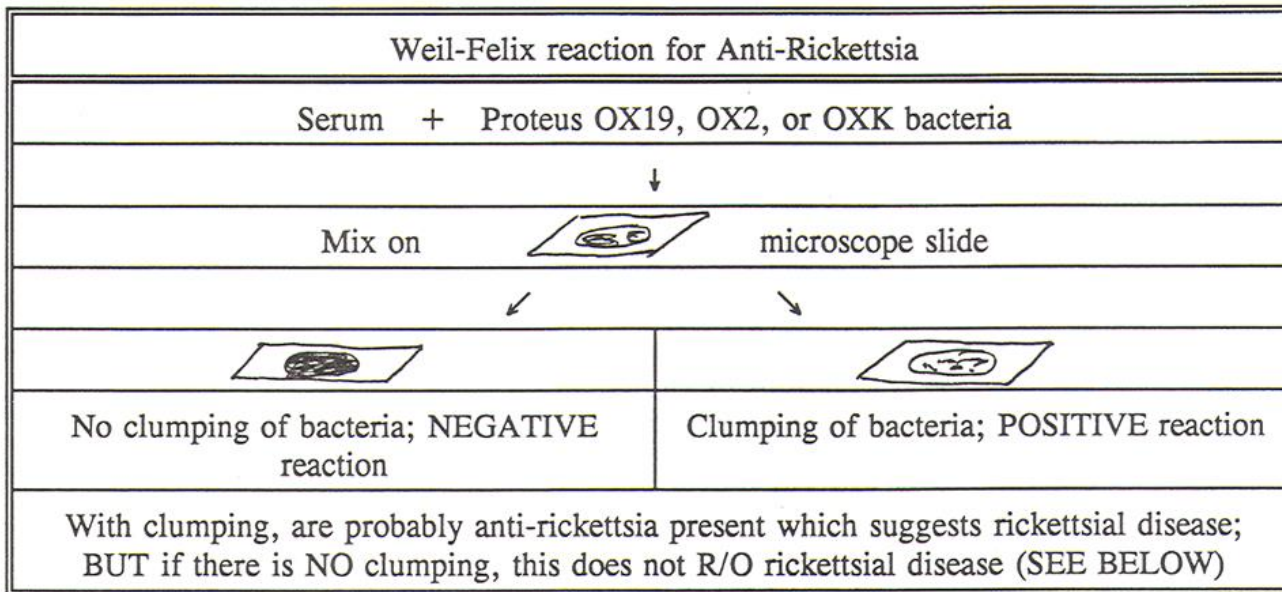 Weil-Felix reaction for Anti-Rickettsia
Serum + Proteus OX19, OX2, or OXK bacteria
Mix on microscope slide
No clumping of bacteria; NEGATIVE
reaction
Clumping of bacteria; POSITIVE reaction
With clumping, are probably anti-rickettsia present which suggests rickettsial disease;
BUT if there is NO clumping, this does not R/O rickettsial disease (SEE BELOW)